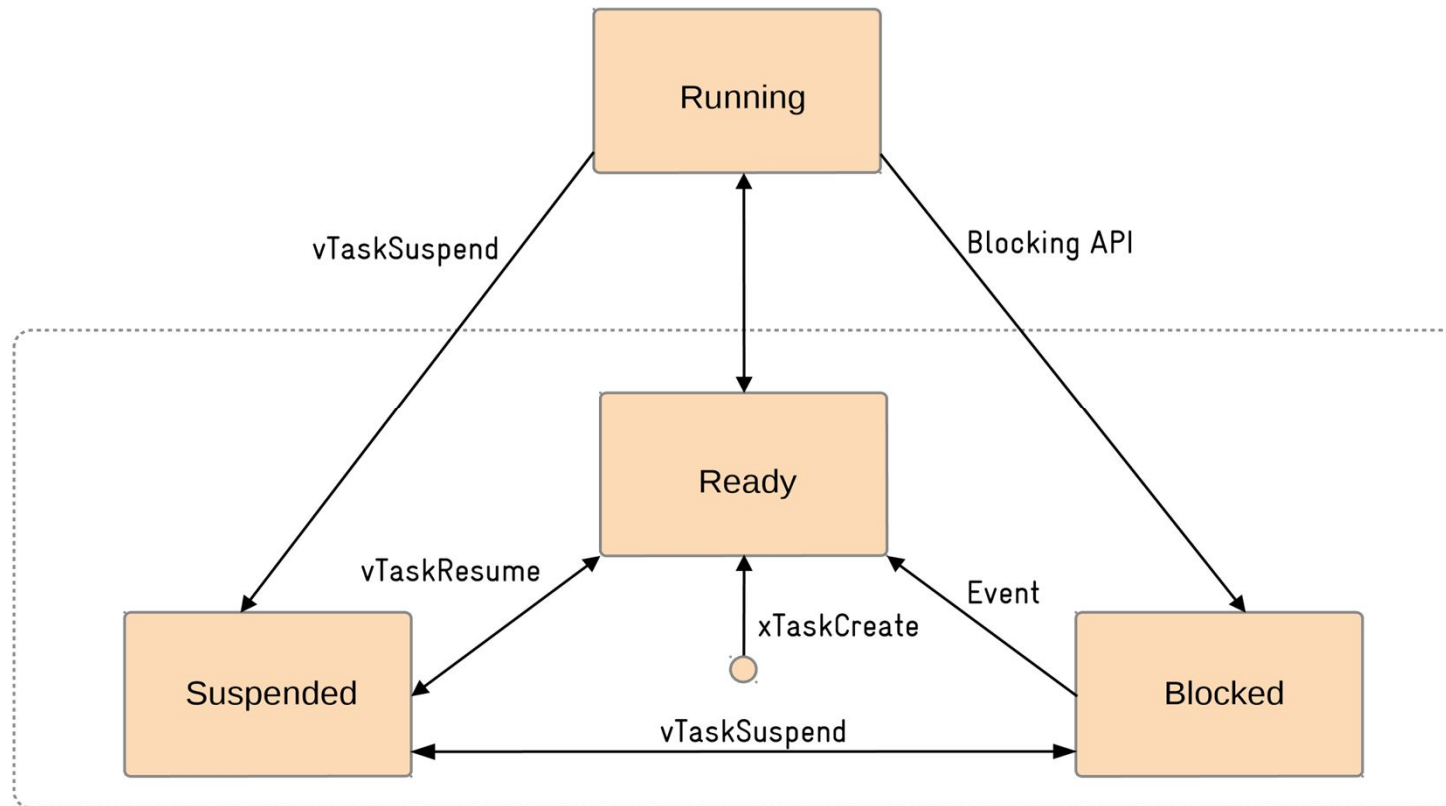 Running
vTaskSuspend
Blocking API
Ready
vTaskResume
Event
xTaskCreate
Suspended
Blocked
vTaskSuspend